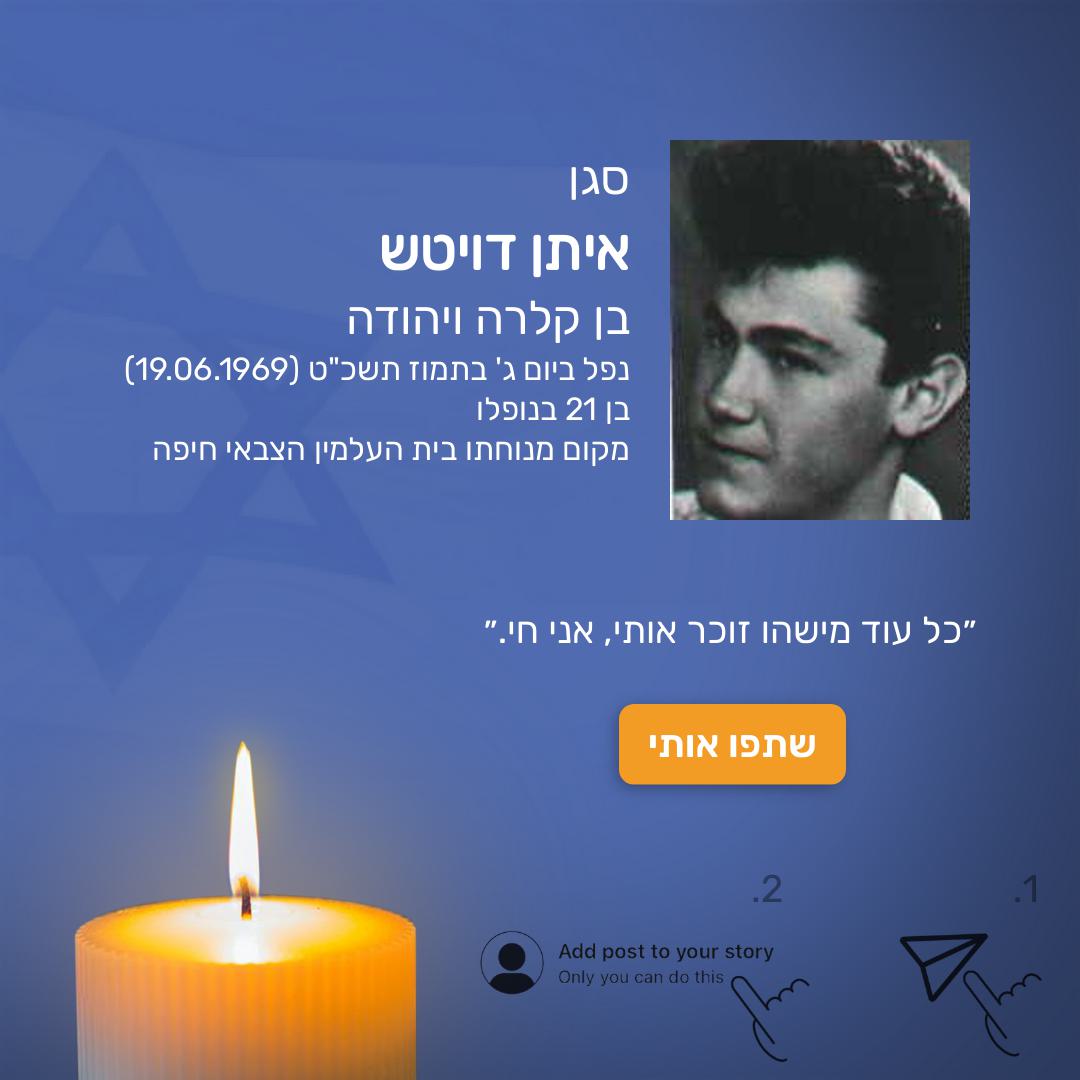 סגן
איתן דויטש
בן קלרה ויהודה
נפל ביום ג' בתמוז תשכ"ט (19.06.1969)
בן 21 בנופלו
מקום מנוחתו בית העלמין הצבאי חיפה
״כל עוד מישהו זוכר אותי, אני חי.״
שתפו אותי
1.
2.
Add post to your story
Only you can do this